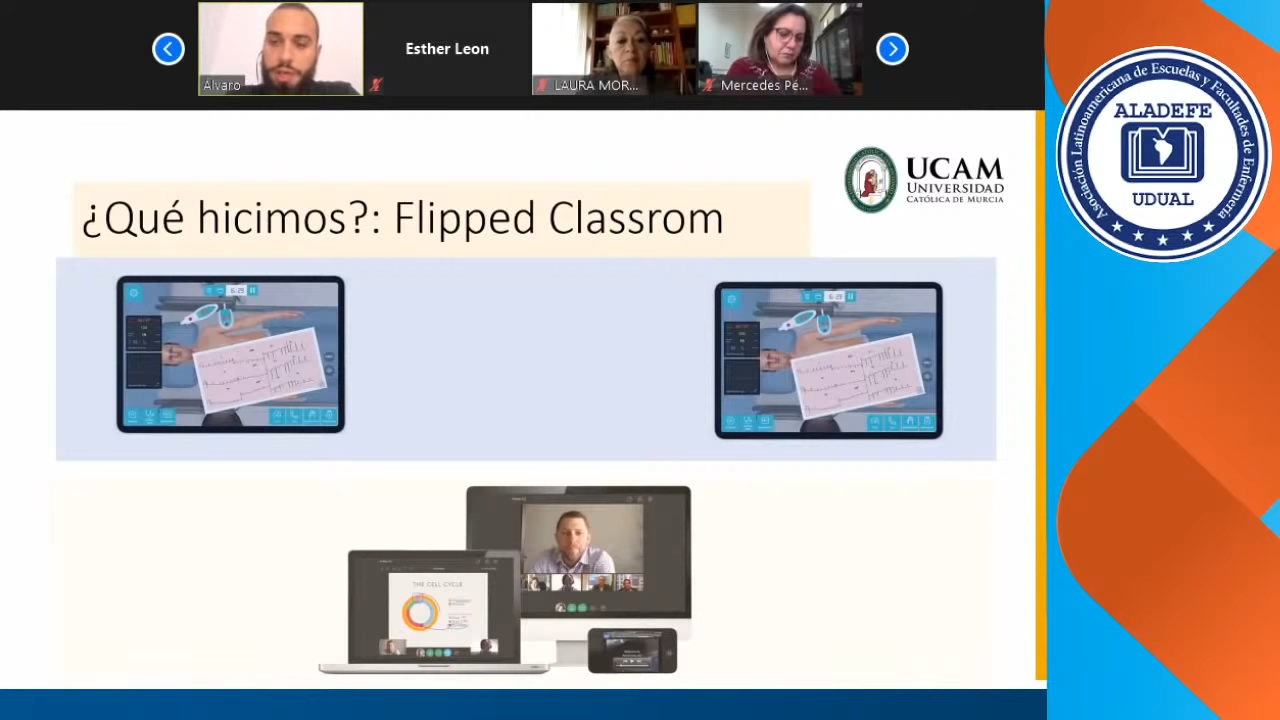 Álvaro
Esther Leon
LAURA MOR...
Mercedes Pé...
Asociación Latinoamericana de Escuelas y Facultades de Enfermería
ALADEFE
UDUAL
UCAM
UNIVERSIDAD
CATÓLICA DE MURCIA
¿Qué hicimos?: Flipped Classrom
THE CELL CYCLE